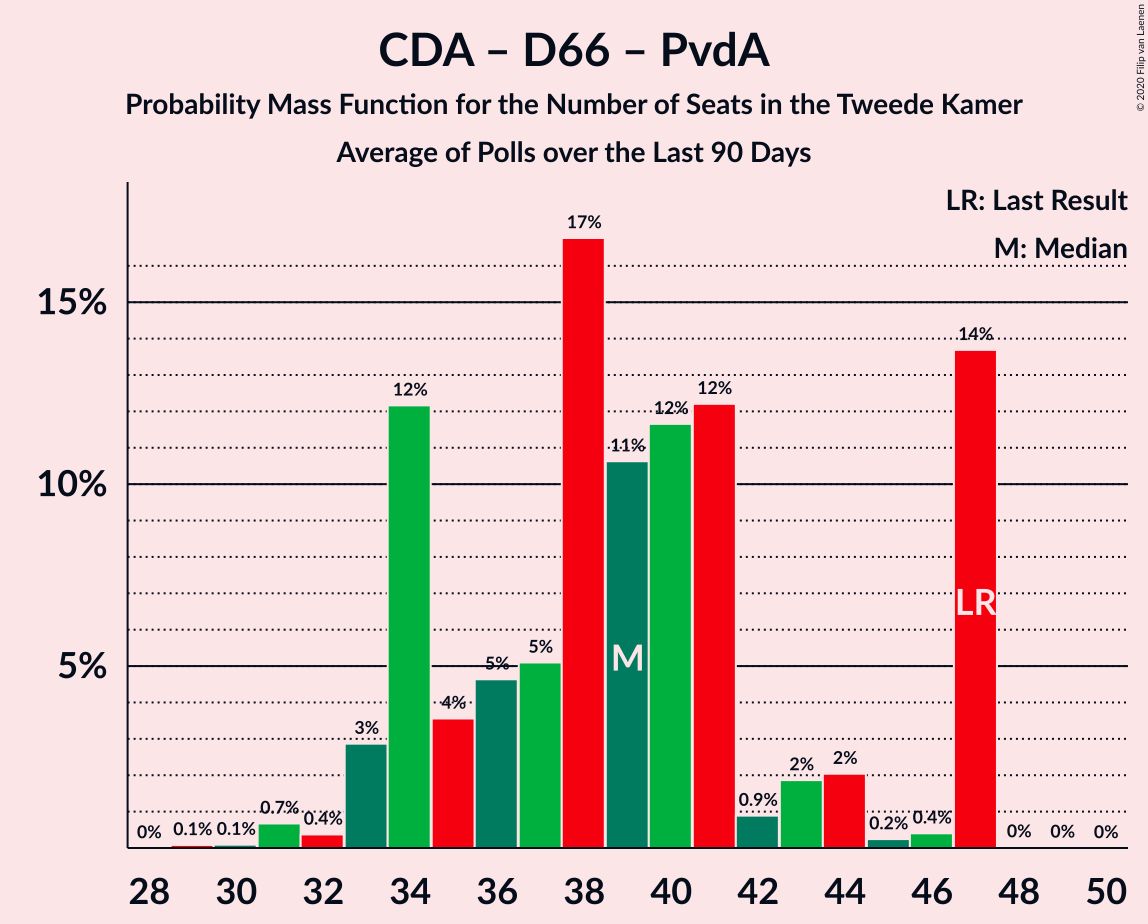 CDA – D66 – PvdA
Probability Mass Function for the Number of Seats in the Tweede Kamer
Average of Polls over the Last 90 Days
© 2020 Filip van Laenen
LR: Last Result
M: Median
15%
10%
5%
0%
0.1%
0.1%
0.7%
0.4%
3%
12%
4%
5%
5%
17%
11%
12%
12%
0.9%
2%
2%
0.2%
0.4%
14%
0%
0%
0%
M
LR
28 30 32 34 36 38 40 42 44 46 48 50